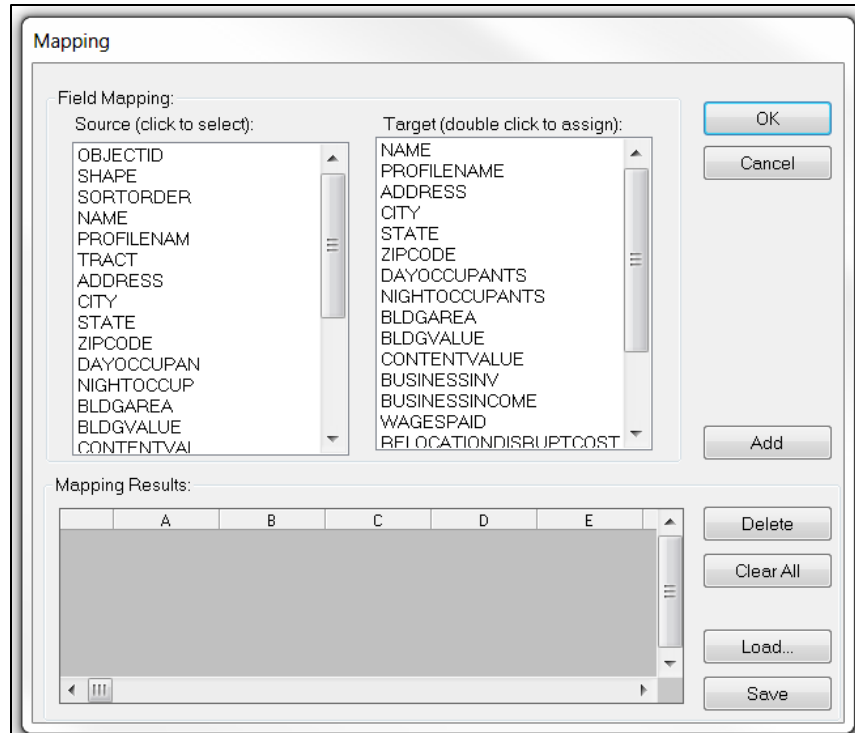 Mapping
Field Mapping:
Source (click to select):
OBJECTID
SHAPE
SORTORDER
NAME
PROFILENAM
TRACT
ADDRESS
CITY
STATE
ZIPCODE
DAYOCCUPAN
NIGHTOCCUP
BLDGAREA
BLDGVALUE
CONTENTVAL
Target (double click to assign):
NAME
PROFILENAME
ADDRESS
CITY
STATE
ZIPCODE
DAYOCCUPANTS
NIGHTOCCUPANTS
BLDGAREA
BLDGVALUE
CONTENTVALUE
BUSINESSINV
BUSINESSINCOME
WAGESPAID
RELOCATIONDISRUPTCOST
OK
Cancel
Add
Mapping Results:
A B C D E
Delete
Clear All
Load...
Save